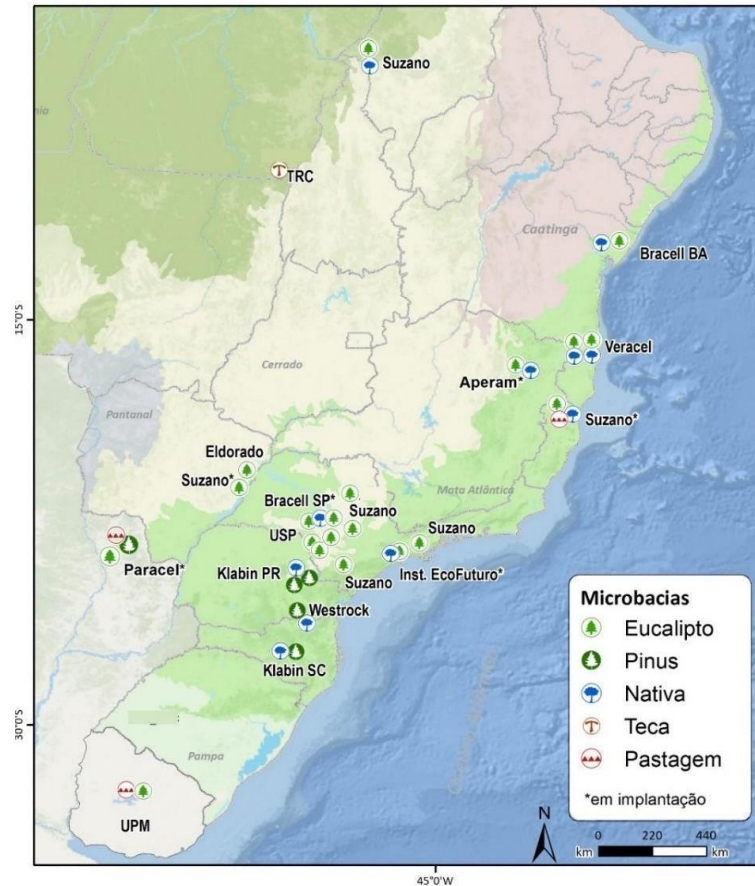 Suzano
TRC
Caatinga
Bracell BA
15°0'S
Veracel
Cerrado
Aperam*
Pantanal
Suzano*
Eldorado
Suzano*
Bracell SP*
Suzano
Mata Atlântica
USP
Suzano
Paracel*
Klabin PR
Inst. EcoFuturo*
Suzano
Westrock
Klabin SC
30°0'S
Pampa
UPM
Microbacias
Eucalipto
Pinus
Nativa
Teca
Pastagem
*em implantação
N
0 220 440
km km
45°0'W